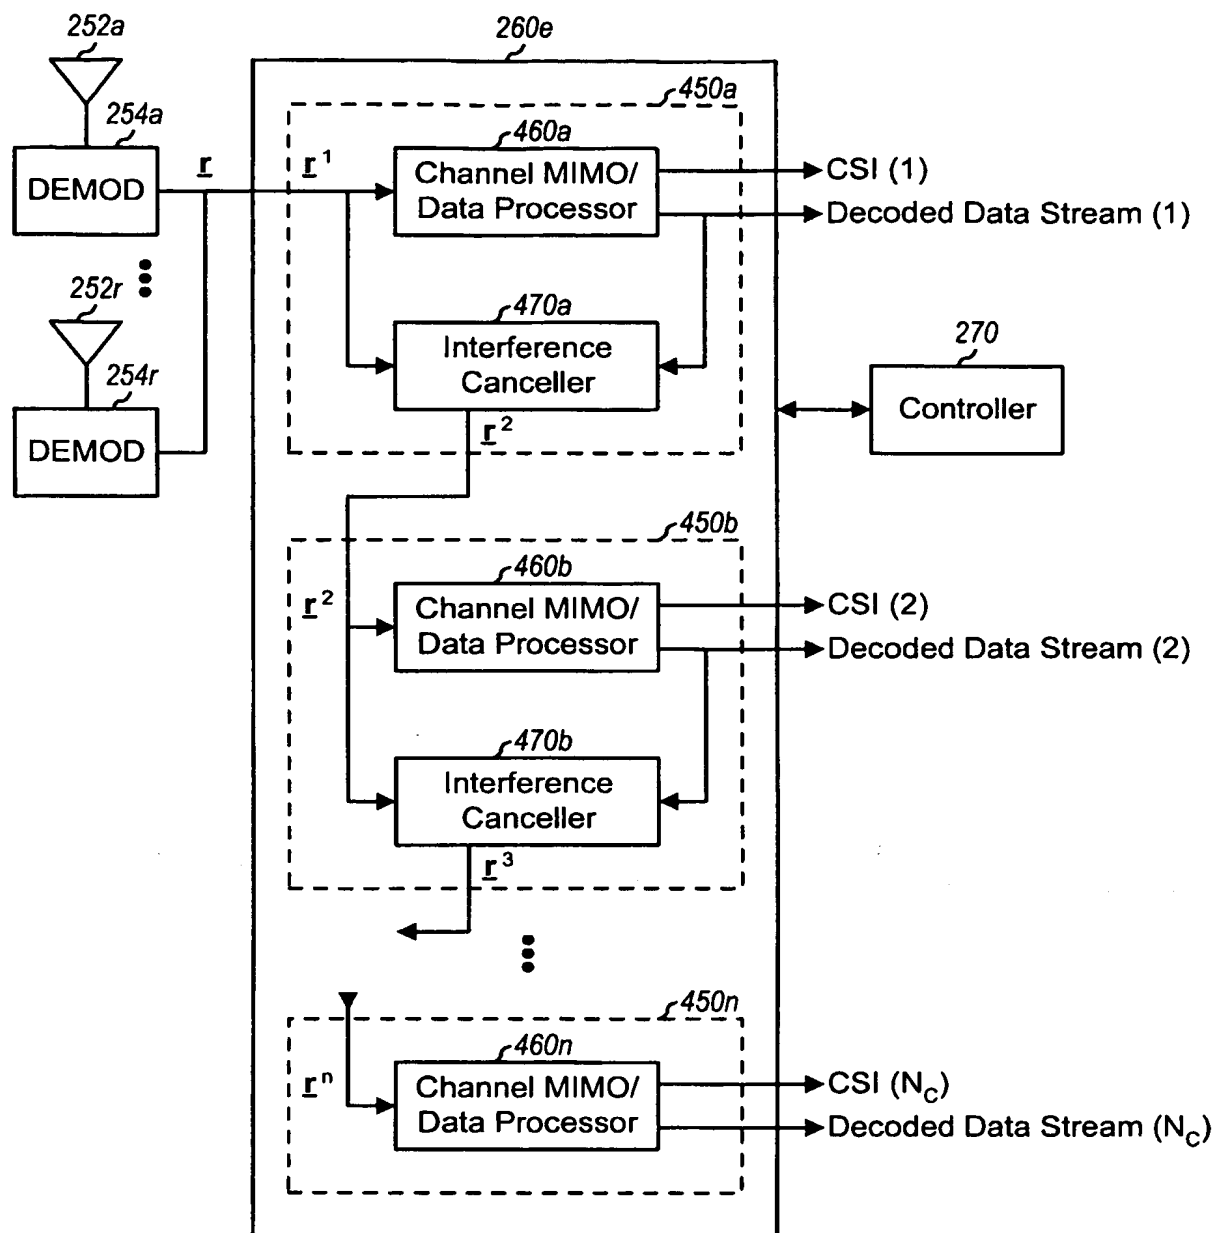 252a
254a
DEMOD
r
252r
254r
DEMOD
260e
450a
r¹
460a
Channel MIMO/
Data Processor
CSI (1)
Decoded Data Stream (1)
470a
Interference
Canceller
r²
270
Controller
450b
r²
460b
Channel MIMO/
Data Processor
CSI (2)
Decoded Data Stream (2)
470b
Interference
Canceller
r³
450n
rⁿ
460n
Channel MIMO/
Data Processor
CSI (N_C)
Decoded Data Stream (N_C)